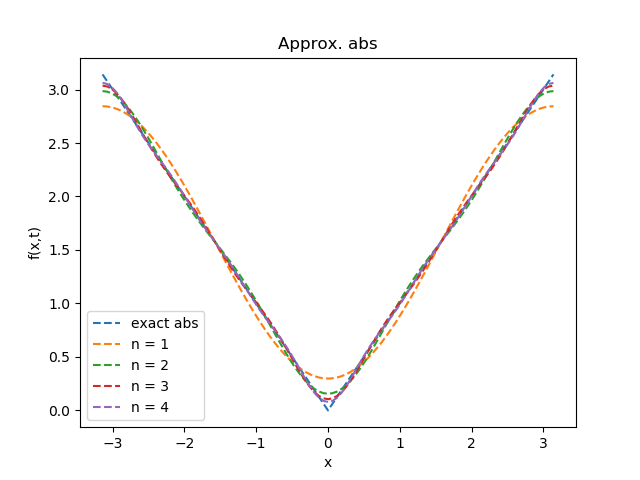 Approx. abs
f(x,t)
3.0
2.5
2.0
1.5
1.0
0.5
0.0
exact abs
n = 1
n = 2
n = 3
n = 4
−3
−2
−1
0
1
2
3
x